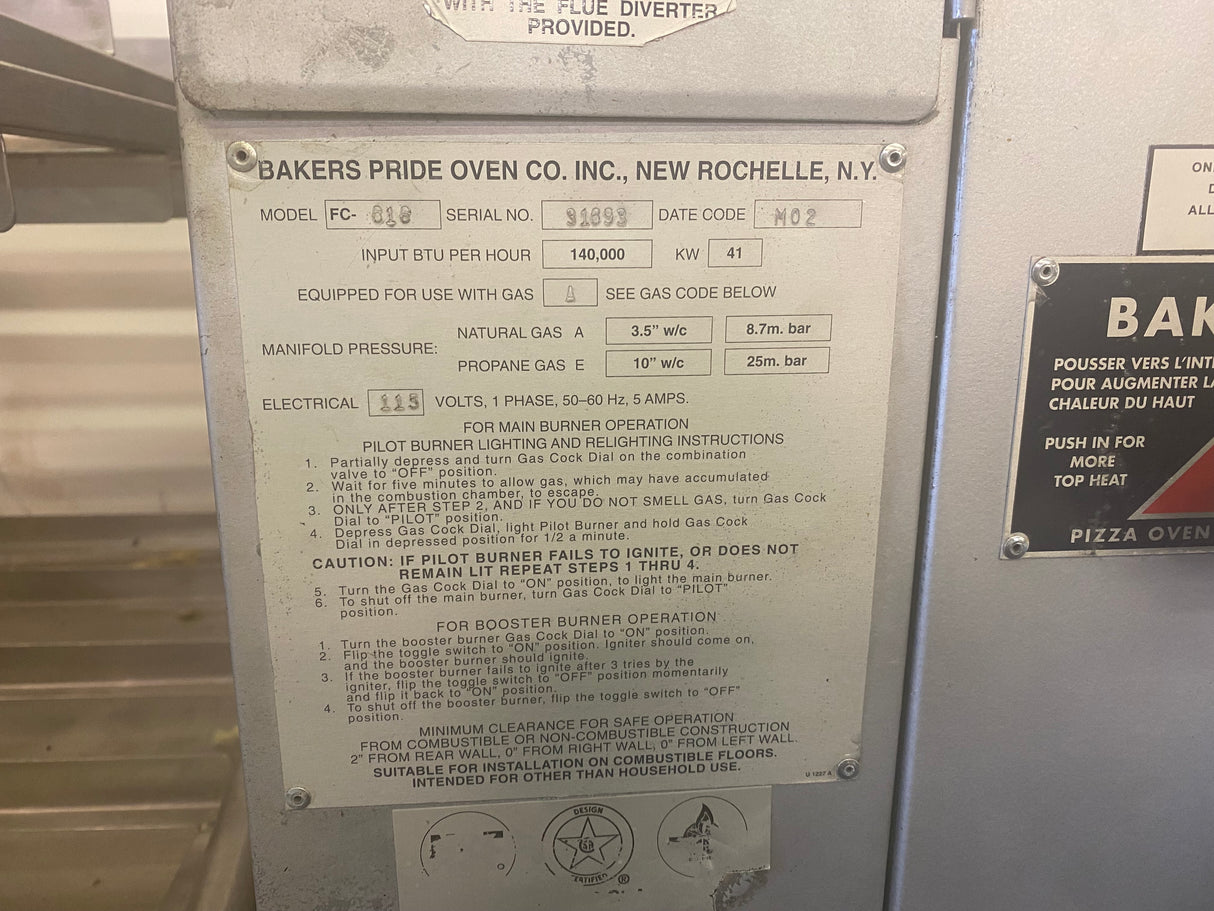 WITH THE FLUE DIVERTER
PROVIDED.
BAKERS PRIDE OVEN CO. INC., NEW ROCHELLE, N.Y.
MODEL FC- SERIAL NO. DATE CODE M02
INPUT BTU PER HOUR 140,000 KW 41
EQUIPPED FOR USE WITH GAS A SEE GAS CODE BELOW
MANIFOLD PRESSURE:
NATURAL GAS A 3.5" w/c 8.7m. bar
PROPANE GAS E 10" w/c 25m. bar
ELECTRICAL 115 VOLTS, 1 PHASE, 50–60 Hz, 5 AMPS.
FOR MAIN BURNER OPERATION
PILOT BURNER LIGHTING AND RELIGHTING INSTRUCTIONS
1. Partially depress and turn Gas Cock Dial on the combination
valve to "OFF" position.
2. Wait for five minutes to allow gas, which may have accumulated
in the combustion chamber, to escape.
3. ONLY AFTER STEP 2, AND IF YOU DO NOT SMELL GAS, turn Gas Cock
Dial to "PILOT" position.
4. Depress Gas Cock Dial, light Pilot Burner and hold Gas Cock
Dial in depressed position for 1/2 a minute.
CAUTION: IF PILOT BURNER FAILS TO IGNITE, OR DOES NOT
REMAIN LIT REPEAT STEPS 1 THRU 4.
5. Turn the Gas Cock Dial to "ON" position, to light the main burner.
6. To shut off the main burner, turn Gas Cock Dial to "PILOT"
position.
FOR BOOSTER BURNER OPERATION
1. Turn the booster burner Gas Cock Dial to "ON" position.
2. Flip the toggle switch to "ON" position. Igniter should come on,
and the booster burner should ignite.
3. If the booster burner fails to ignite after 3 tries by the
igniter, flip the toggle switch to "OFF" position momentarily
and flip it back to "ON" position.
4. To shut off the booster burner, flip the toggle switch to "OFF"
position.
MINIMUM CLEARANCE FOR SAFE OPERATION
FROM COMBUSTIBLE OR NON-COMBUSTIBLE CONSTRUCTION
2" FROM REAR WALL, 0" FROM RIGHT WALL, 0" FROM LEFT WALL.
SUITABLE FOR INSTALLATION ON COMBUSTIBLE FLOORS.
INTENDED FOR OTHER THAN HOUSEHOLD USE.
U 1227 A
DESIGN
CERTIFIED
®
ON
D
ALL
BAK
POUSSER VERS L'INT
POUR AUGMENTER LA
CHALEUR DU HAUT
PUSH IN FOR
MORE
TOP HEAT
PIZZA OVEN